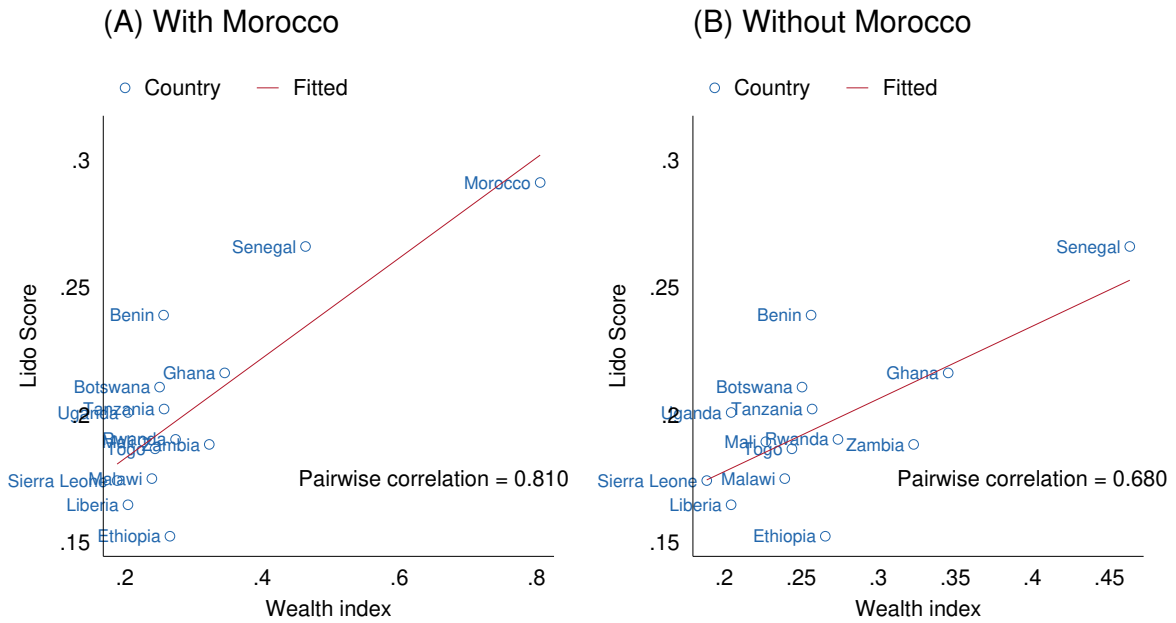 (A) With Morocco
Country
Fitted
.3
.25
.2
.15
Lido Score
Morocco
Senegal
Benin
Ghana
Botswana
Tanzania
Uganda
Rwanda
Mali
Zambia
Togo
Malawi
Sierra Leone
Liberia
Ethiopia
Pairwise correlation = 0.810
.2 .4 .6 .8
Wealth index
(B) Without Morocco
Country
Fitted
.3
.25
.2
.15
Lido Score
Senegal
Benin
Ghana
Botswana
Tanzania
Uganda
Rwanda
Mali
Zambia
Togo
Malawi
Sierra Leone
Liberia
Ethiopia
Pairwise correlation = 0.680
.2 .25 .3 .35 .4 .45
Wealth index